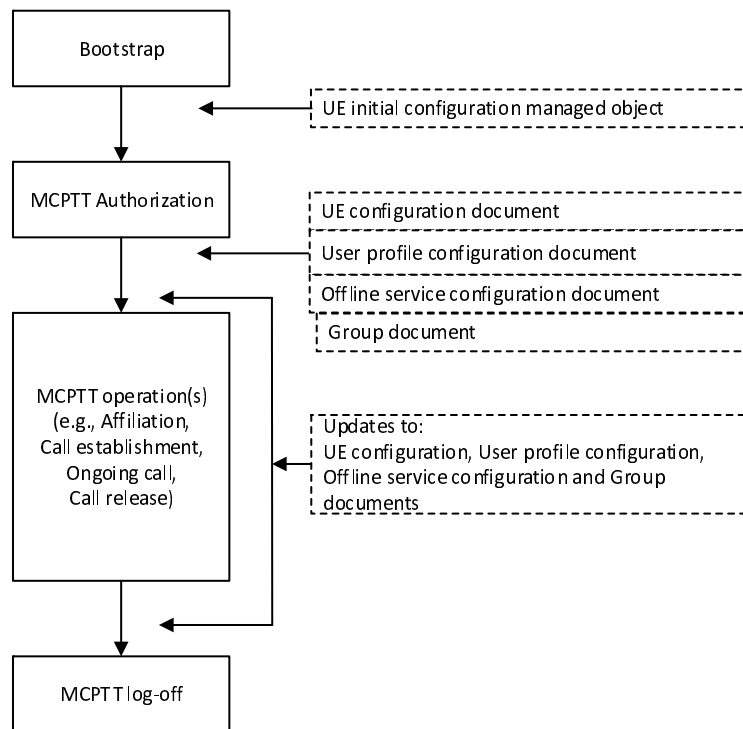 Bootstrap
UE initial configuration managed object
MCPTT Authorization
UE configuration document
User profile configuration document
Offline service configuration document
Group document
MCPTT operation(s)
(e.g., Affiliation,
Call establishment,
Ongoing call,
Call release)
Updates to:
UE configuration, User profile configuration,
Offline service configuration and Group
documents
MCPTT log-off